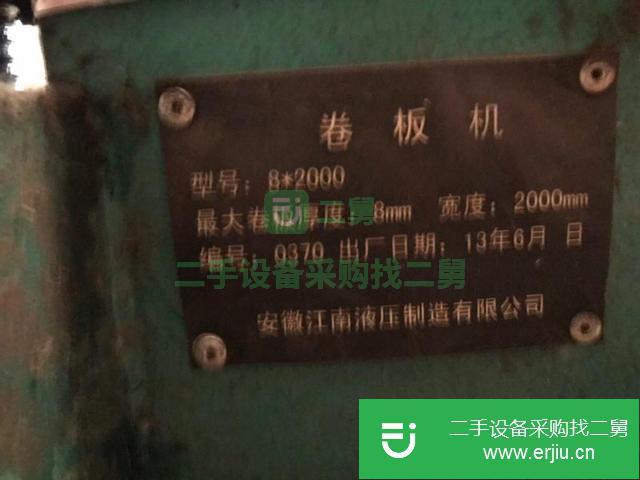 卷板机
型号：8*2000
最大卷板厚度：8mm 宽度：2000mm
编号：0370 出厂日期：13年6月 日
安徽江南液压制造有限公司
二舅
二手设备采购找二舅
二手设备采购找二舅
www.erjiu.cn